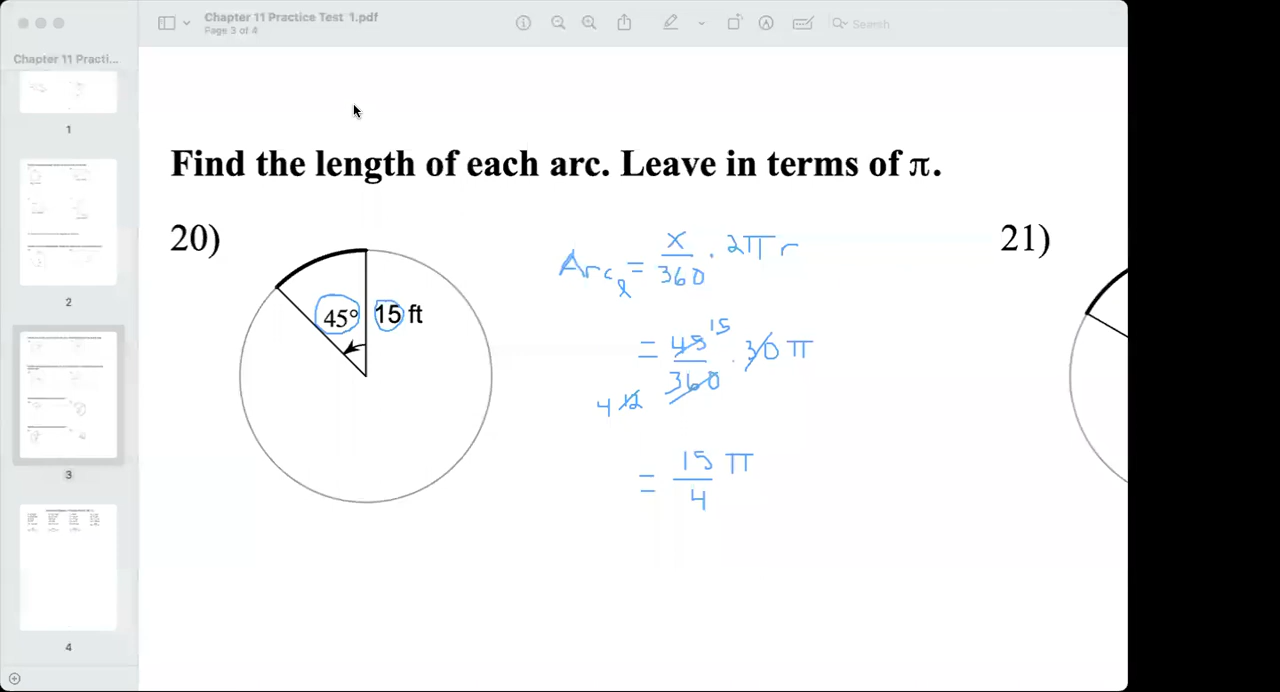 Chapter 11 Practice Test 1.pdf
Page 3 of 4
Search
Chapter 11 Practi...
1
2
3
4
Find the length of each arc. Leave in terms of π.
20)
45°
15 ft
Arc ℓ = x/360 · 2πr
= 45/360 · 30π
15
4 12
= 15/4 π
21)